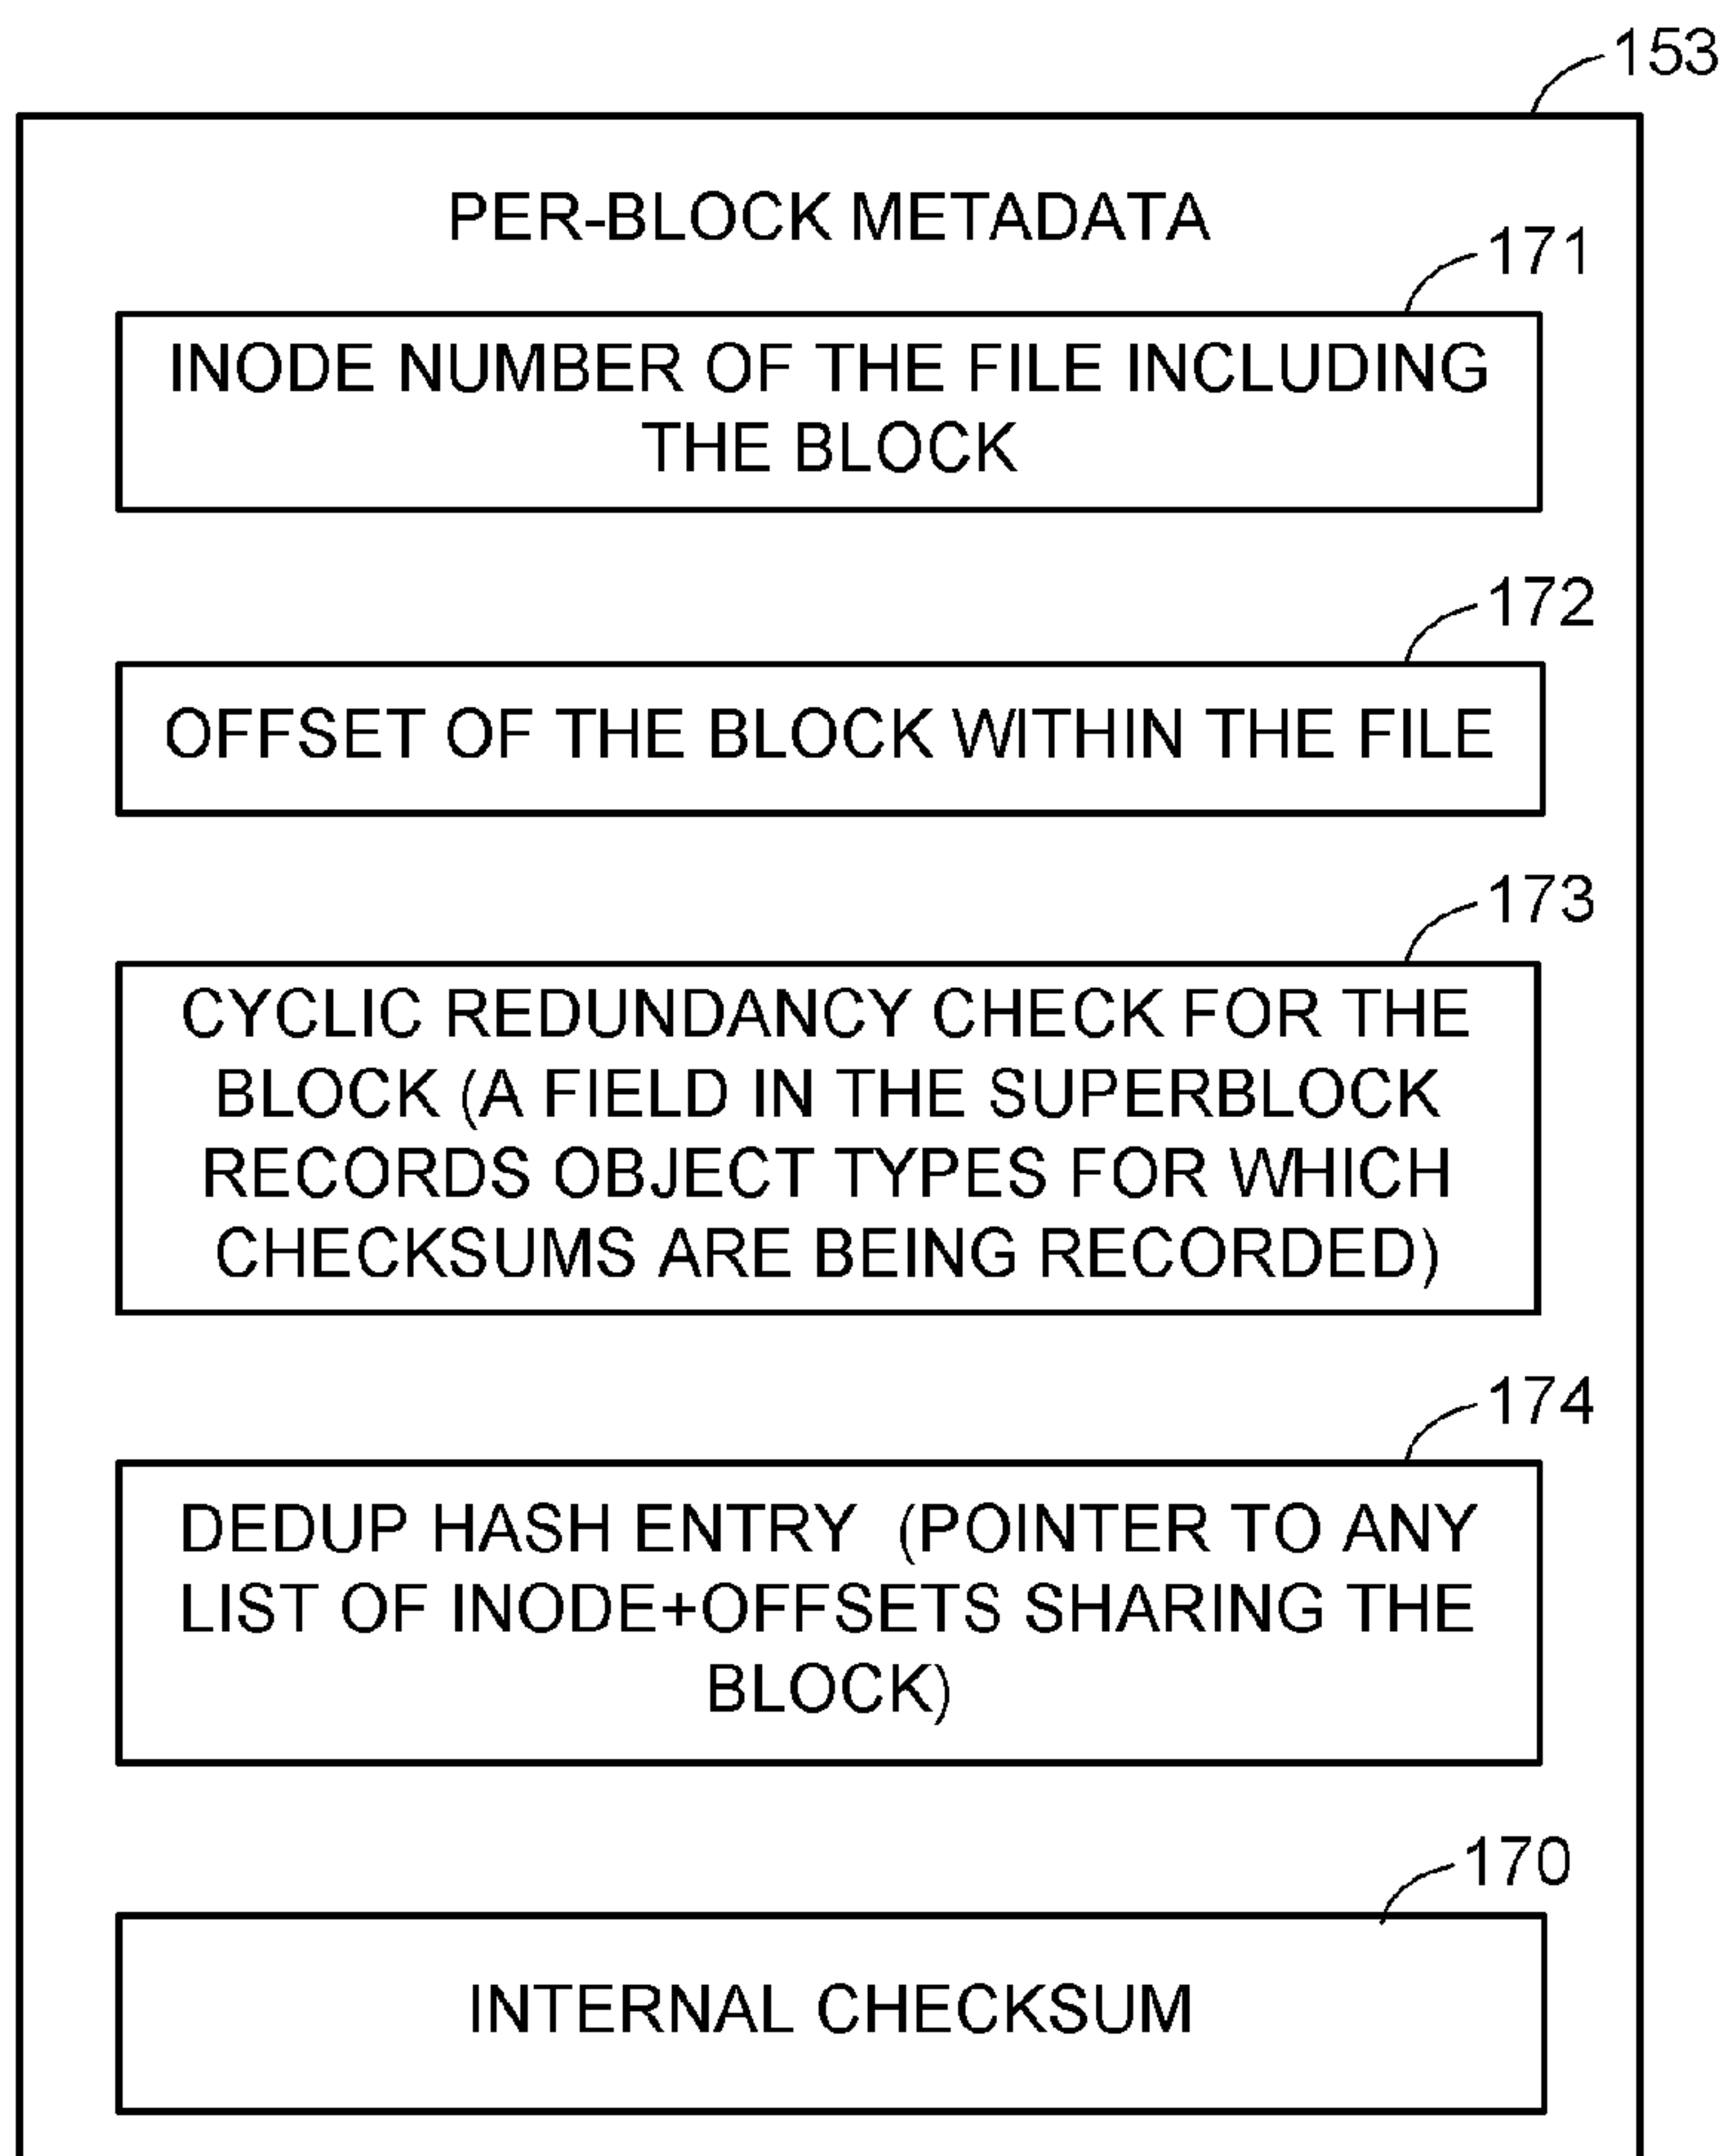 153
PER-BLOCK METADATA
171
INODE NUMBER OF THE FILE INCLUDING
THE BLOCK
172
OFFSET OF THE BLOCK WITHIN THE FILE
173
CYCLIC REDUNDANCY CHECK FOR THE
BLOCK (A FIELD IN THE SUPERBLOCK
RECORDS OBJECT TYPES FOR WHICH
CHECKSUMS ARE BEING RECORDED)
174
DEDUP HASH ENTRY (POINTER TO ANY
LIST OF INODE+OFFSETS SHARING THE
BLOCK)
170
INTERNAL CHECKSUM